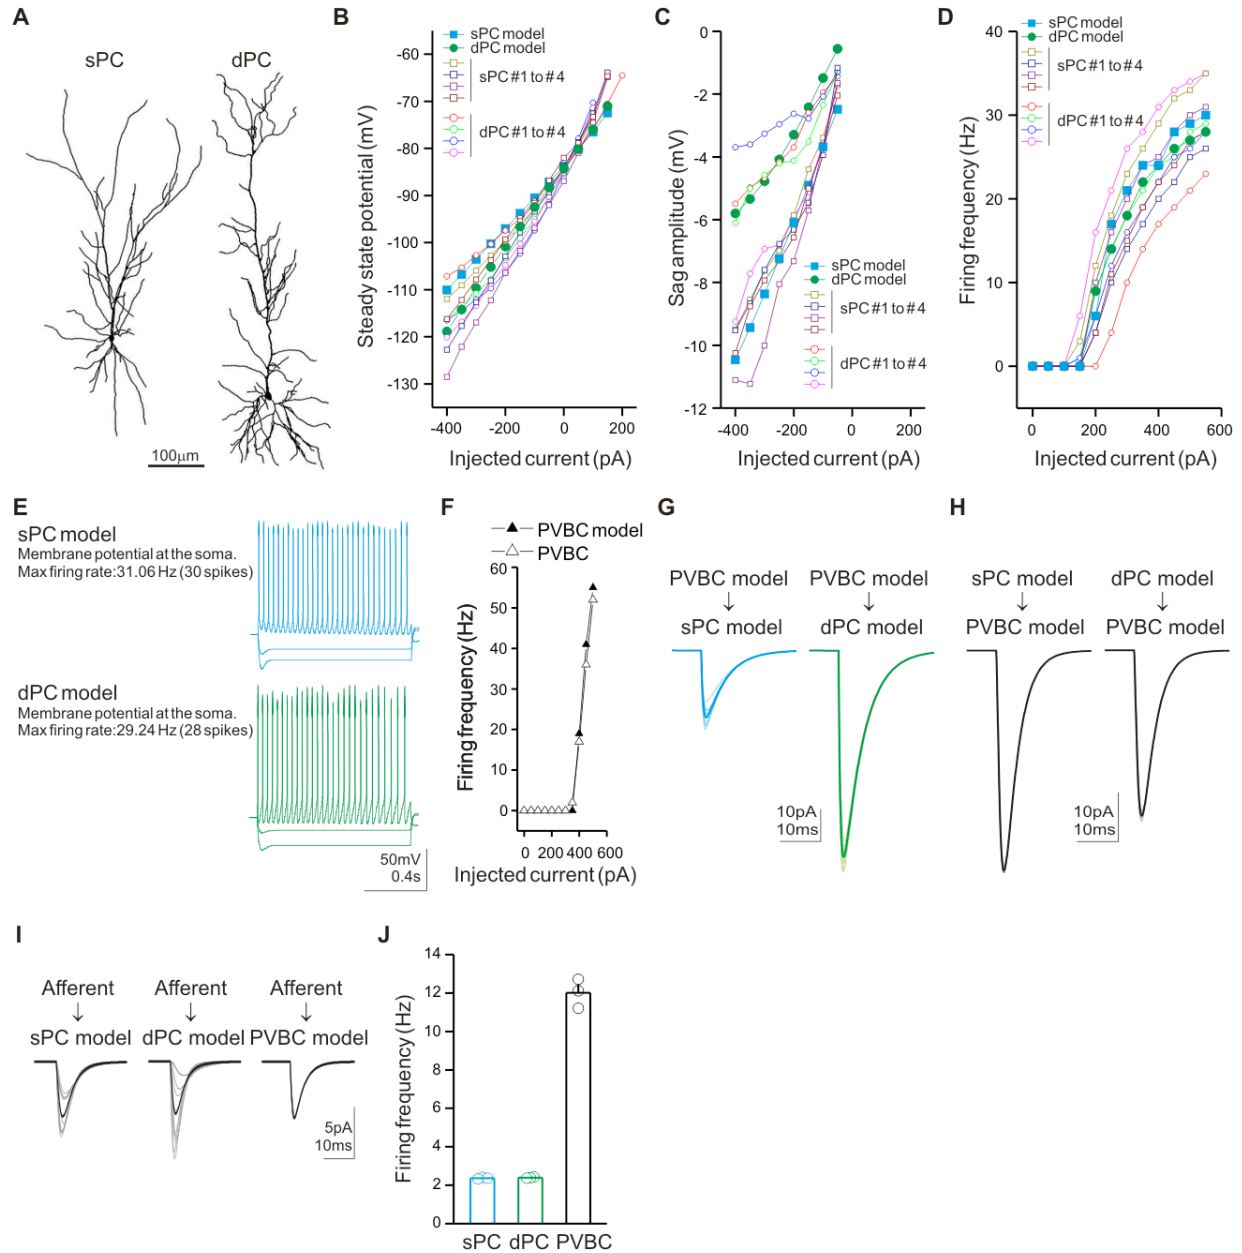 A
sPC
dPC
100μm
B
sPC model
dPC model
sPC #1 to #4
dPC #1 to #4
Steady state potential (mV)
-60
-70
-80
-90
-100
-110
-120
-130
-400
-200
0
200
Injected current (pA)
C
Sag amplitude (mV)
0
-2
-4
-6
-8
-10
-12
sPC model
dPC model
sPC #1 to #4
dPC #1 to #4
-400
-200
0
200
Injected current (pA)
D
sPC model
dPC model
sPC #1 to #4
dPC #1 to #4
Firing frequency (Hz)
40
30
20
10
0
0
200
400
600
Injected current (pA)
E
sPC model
Membrane potential at the soma.
Max firing rate:31.06 Hz (30 spikes)
dPC model
Membrane potential at the soma.
Max firing rate:29.24 Hz (28 spikes)
50mV
0.4s
F
PVBC model
PVBC
Firing frequency (Hz)
60
50
40
30
20
10
0
0
200
400
600
Injected current (pA)
G
PVBC model
↓
sPC model
PVBC model
↓
dPC model
10pA
10ms
H
sPC model
↓
PVBC model
dPC model
↓
PVBC model
10pA
10ms
I
Afferent
↓
sPC model
Afferent
↓
dPC model
Afferent
↓
PVBC model
5pA
10ms
J
Firing frequency (Hz)
14
12
10
8
6
4
2
0
sPC
dPC
PVBC